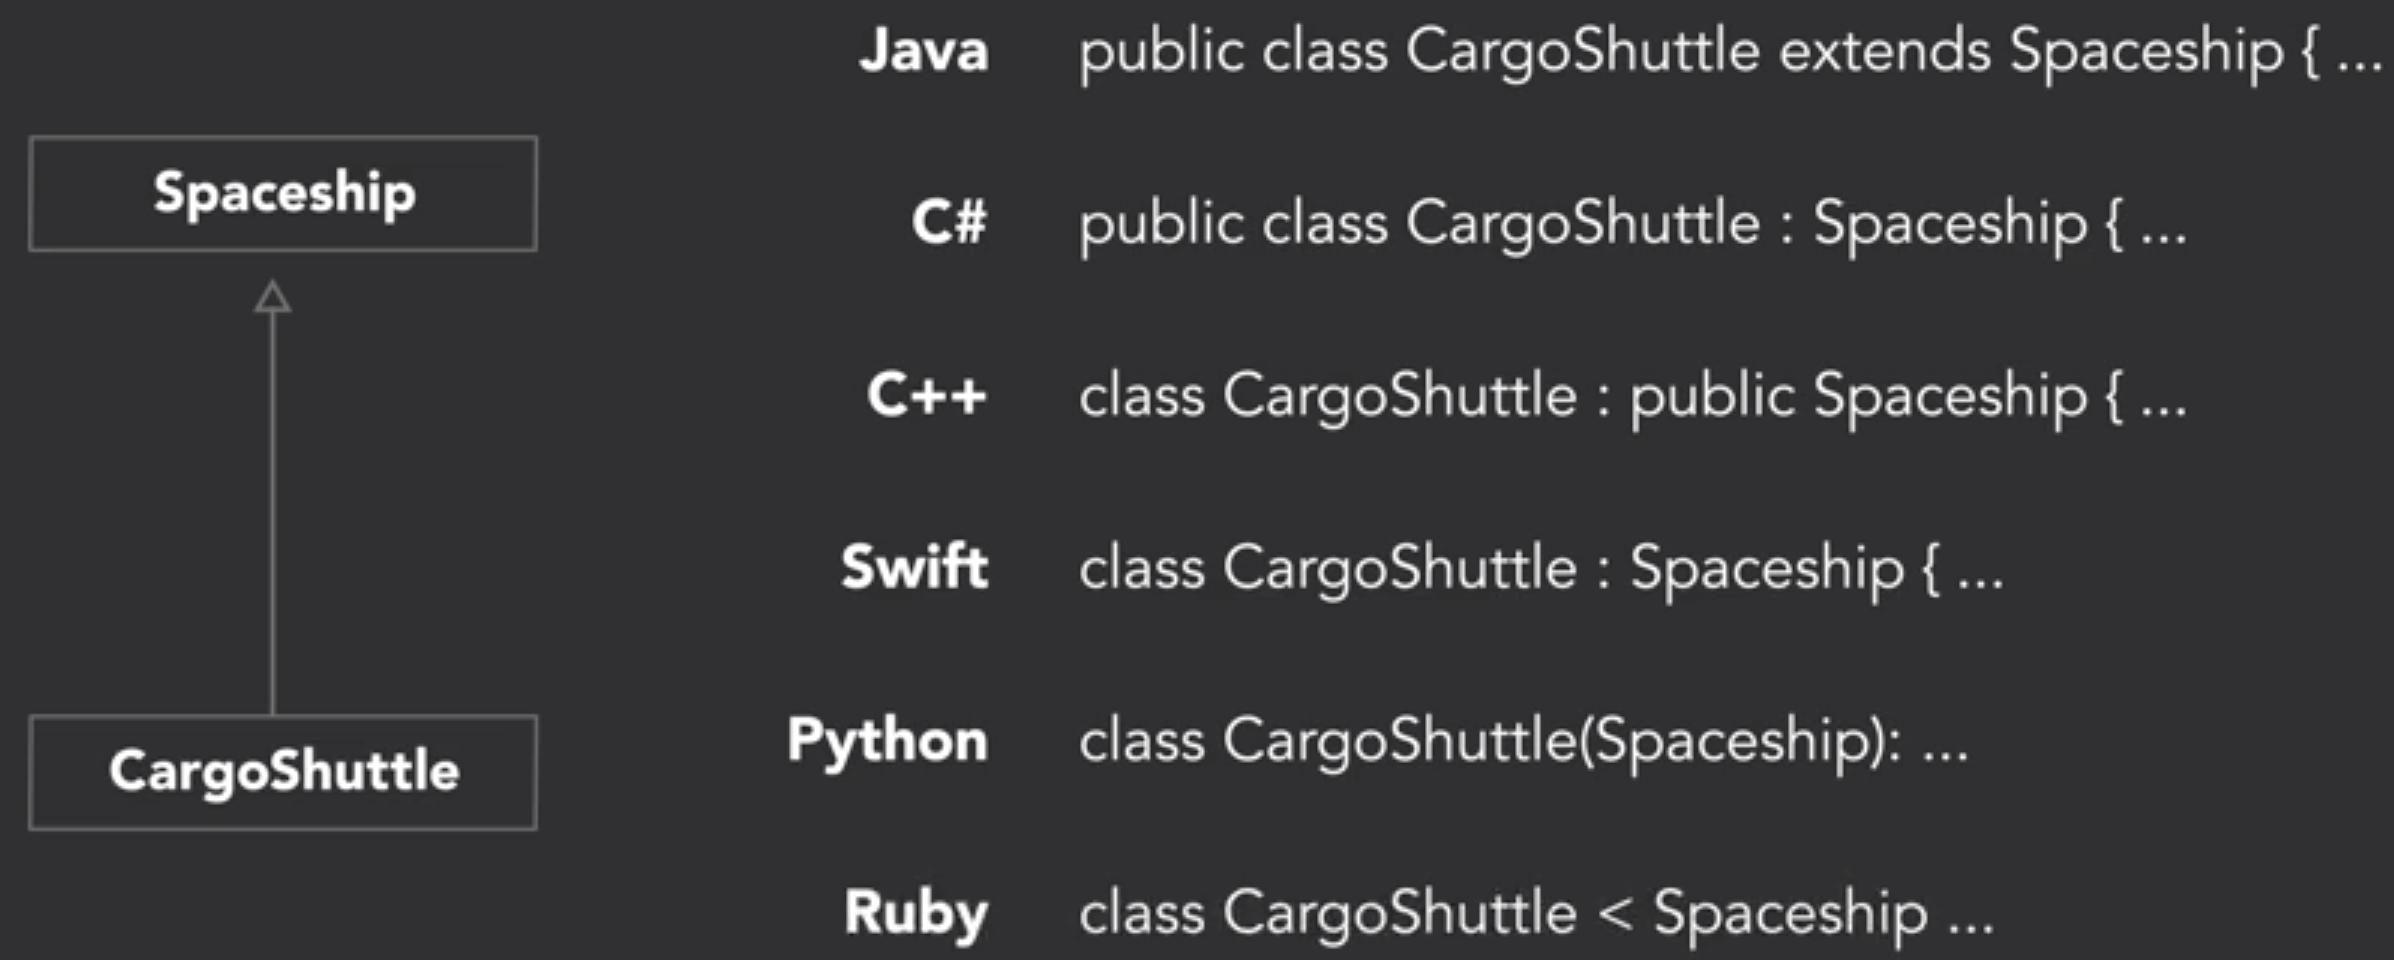 Spaceship
CargoShuttle
Java public class CargoShuttle extends Spaceship { ...
C# public class CargoShuttle : Spaceship { ...
C++ class CargoShuttle : public Spaceship { ...
Swift class CargoShuttle : Spaceship { ...
Python class CargoShuttle(Spaceship): ...
Ruby class CargoShuttle < Spaceship ...